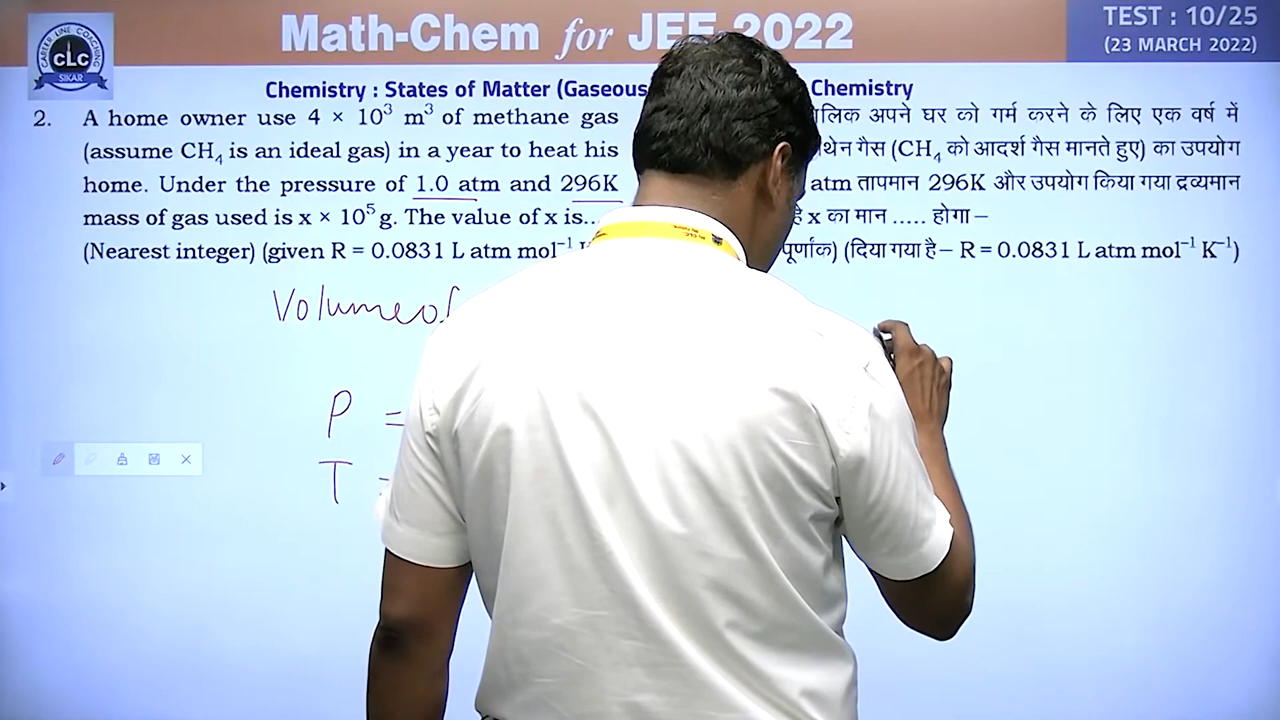 CAREER LINE COACHING
CLC
SIKAR
Math-Chem for JEE 2022
TEST : 10/25
(23 MARCH 2022)
Chemistry : States of Matter (Gaseous
Chemistry
2. A home owner use 4 × 10³ m³ of methane gas
(assume CH₄ is an ideal gas) in a year to heat his
home. Under the pressure of 1.0 atm and 296K
mass of gas used is x × 10⁵ g. The value of x is...
(Nearest integer) (given R = 0.0831 L atm mol⁻¹
अपने घर को गर्म करने के लिए एक वर्ष में
गैस (CH₄ को आदर्श गैस मानते हुए) का उपयोग
atm तापमान 296K और उपयोग किया गया द्रव्यमान
है x का मान ..... होगा –
(दिया गया है– R = 0.0831 L atm mol⁻¹ K⁻¹)
Volume of
P =
T =